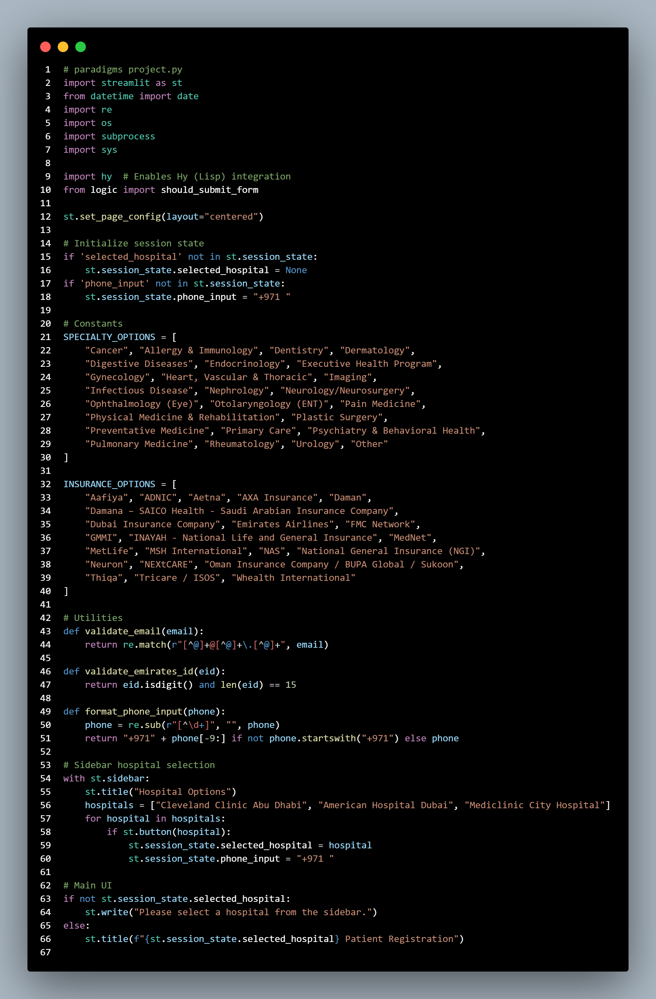 1 # paradigms project.py
2 import streamlit as st
3 from datetime import date
4 import re
5 import os
6 import subprocess
7 import sys
8
9 import hy  # Enables Hy (Lisp) integration
10 from logic import should_submit_form
11
12 st.set_page_config(layout="centered")
13
14 # Initialize session state
15 if 'selected_hospital' not in st.session_state:
16     st.session_state.selected_hospital = None
17 if 'phone_input' not in st.session_state:
18     st.session_state.phone_input = "+971 "
19
20 # Constants
21 SPECIALTY_OPTIONS = [
22     "Cancer", "Allergy & Immunology", "Dentistry", "Dermatology",
23     "Digestive Diseases", "Endocrinology", "Executive Health Program",
24     "Gynecology", "Heart, Vascular & Thoracic", "Imaging",
25     "Infectious Disease", "Nephrology", "Neurology/Neurosurgery",
26     "Ophthalmology (Eye)", "Otolaryngology (ENT)", "Pain Medicine",
27     "Physical Medicine & Rehabilitation", "Plastic Surgery",
28     "Preventative Medicine", "Primary Care", "Psychiatry & Behavioral Health",
29     "Pulmonary Medicine", "Rheumatology", "Urology", "Other"
30 ]
31
32 INSURANCE_OPTIONS = [
33     "Aafiya", "ADNIC", "Aetna", "AXA Insurance", "Daman",
34     "Damana – SAICO Health - Saudi Arabian Insurance Company",
35     "Dubai Insurance Company", "Emirates Airlines", "FMC Network",
36     "GMMI", "INAYAH - National Life and General Insurance", "MedNet",
37     "MetLife", "MSH International", "NAS", "National General Insurance (NGI)",
38     "Neuron", "NEXtCARE", "Oman Insurance Company / BUPA Global / Sukoon",
39     "Thiqa", "Tricare / ISOS", "Whealth International"
40 ]
41
42 # Utilities
43 def validate_email(email):
44     return re.match(r"[^@]+@[^@]+\.[^@]+", email)
45
46 def validate_emirates_id(eid):
47     return eid.isdigit() and len(eid) == 15
48
49 def format_phone_input(phone):
50     phone = re.sub(r"[^\d+]", "", phone)
51     return "+971" + phone[-9:] if not phone.startswith("+971") else phone
52
53 # Sidebar hospital selection
54 with st.sidebar:
55     st.title("Hospital Options")
56     hospitals = ["Cleveland Clinic Abu Dhabi", "American Hospital Dubai", "Mediclinic City Hospital"]
57     for hospital in hospitals:
58         if st.button(hospital):
59             st.session_state.selected_hospital = hospital
60             st.session_state.phone_input = "+971 "
61
62 # Main UI
63 if not st.session_state.selected_hospital:
64     st.write("Please select a hospital from the sidebar.")
65 else:
66     st.title(f"{st.session_state.selected_hospital} Patient Registration")
67